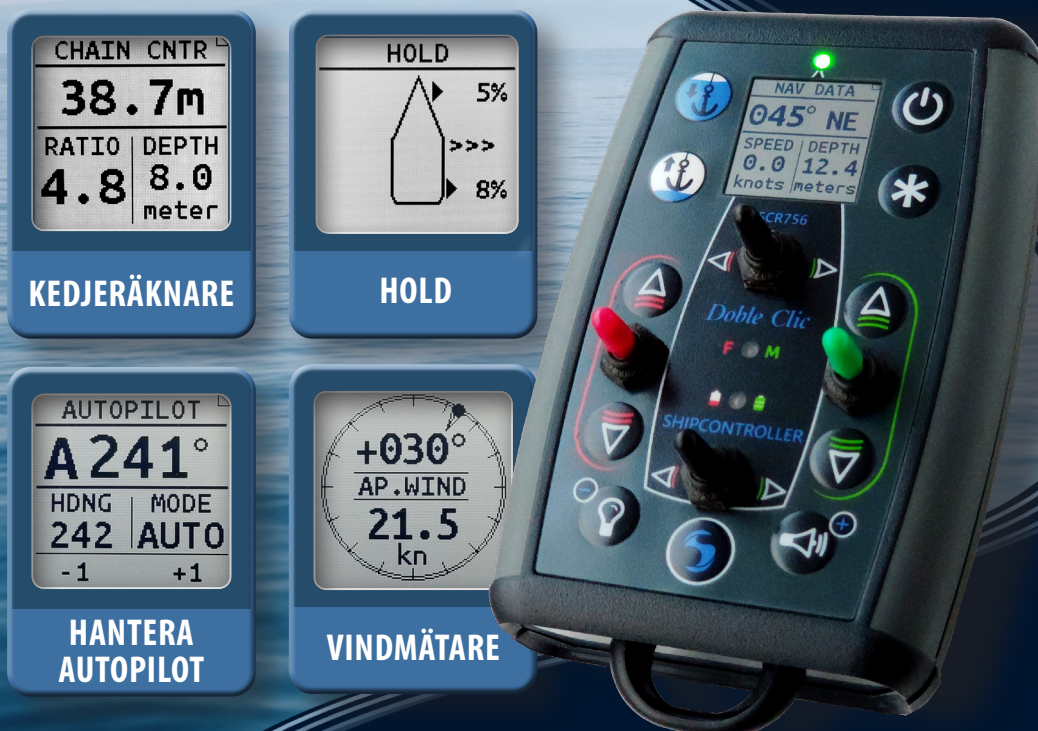 CHAIN CNTR
38.7m
RATIO DEPTH
4.8 8.0
meter
KEDJERÄKNARE
HOLD
5%
>>>
8%
HOLD
AUTOPILOT
A 241°
HDNG MODE
242 AUTO
-1 +1
HANTERA
AUTOPILOT
+030°
AP.WIND
21.5
kn
VINDMÄTARE
NAV DATA
045° NE
SPEED DEPTH
0.0 12.4
knots meters
SCR756
Doble Clic
F M
SHIPCONTROLLER
- +